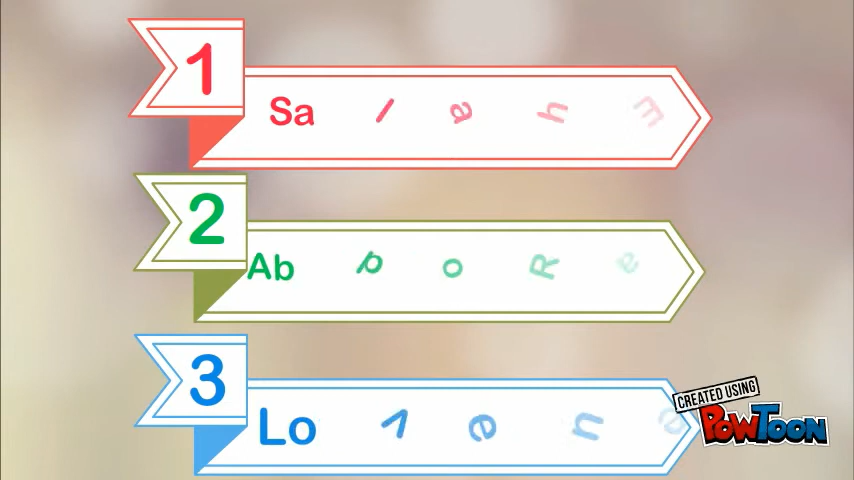 1
Sa l a h E
2
Ab d o R e
3
Lo v e n e
CREATED USING
POWTOON